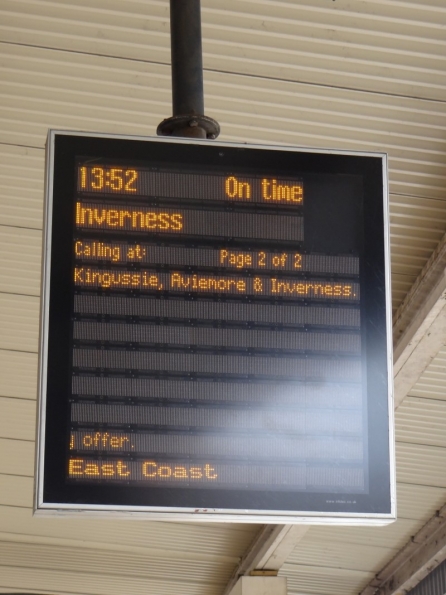 13:52 On time
Inverness
Calling at: Page 2 of 2
Kingussie, Aviemore & Inverness.
offer.
East Coast